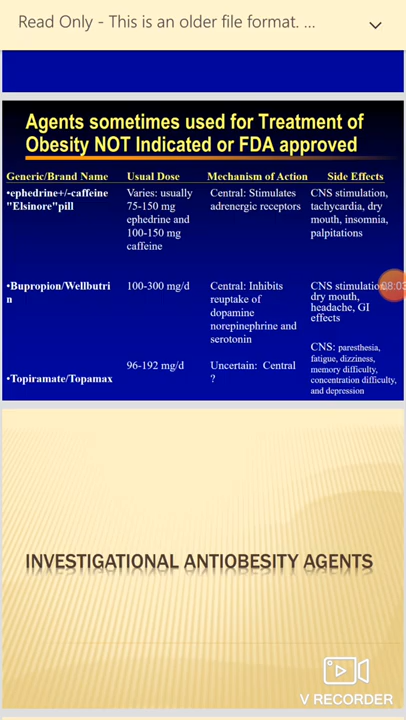 Read Only - This is an older file format. ...
Agents sometimes used for Treatment of
Obesity NOT Indicated or FDA approved
Generic/Brand Name Usual Dose Mechanism of Action Side Effects
•ephedrine+/-caffeine
"Elsinore"pill
Varies: usually
75-150 mg
ephedrine and
100-150 mg
caffeine
Central: Stimulates
adrenergic receptors
CNS stimulation,
tachycardia, dry
mouth, insomnia,
palpitations
•Bupropion/Wellbutri
n
100-300 mg/d
Central: Inhibits
reuptake of
dopamine
norepinephrine and
serotonin
CNS stimulation
dry mouth,
headache, GI
effects
08:03
•Topiramate/Topamax
96-192 mg/d
Uncertain: Central
?
CNS: paresthesia,
fatigue, dizziness,
memory difficulty,
concentration difficulty,
and depression
INVESTIGATIONAL ANTIOBESITY AGENTS
V RECORDER